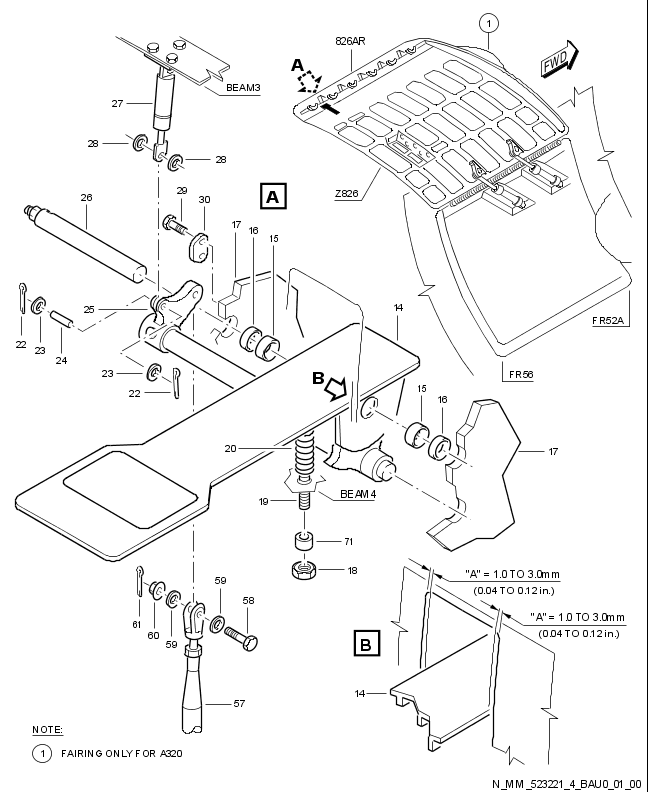 1
826AR
FWD
A
BEAM3
27
28
28
Z826
A
29
30
26
17
16
15
14
25
22
23
24
FR52A
FR56
23
22
B
15
16
17
20
19
BEAM 4
71
18
"A" = 1.0 TO 3.0mm
(0.04 TO 0.12 in.)
"A" = 1.0 TO 3.0mm
(0.04 TO 0.12 in.)
59
58
61
60
59
B
14
57
NOTE:
1 FAIRING ONLY FOR A320
N_MM_523221_4_BAU0_01_00